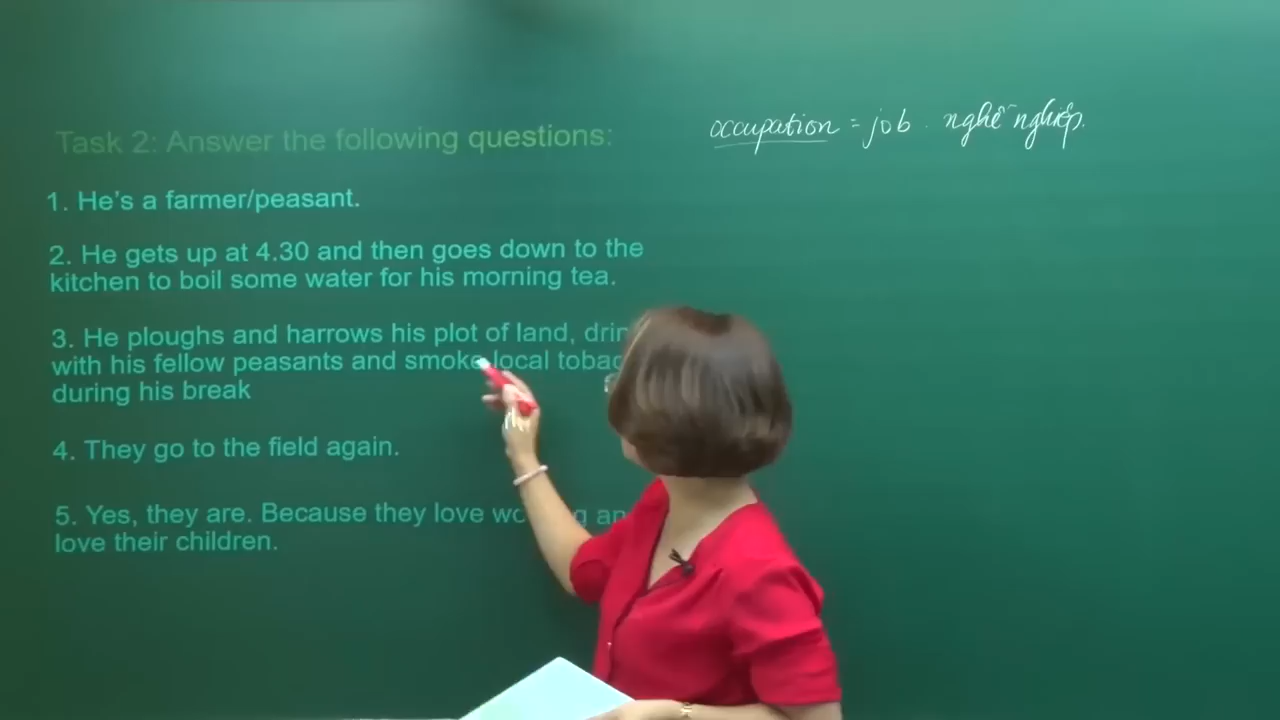 Task 2: Answer the following questions:
occupation = job . nghề nghiệp.
1. He's a farmer/peasant.
2. He gets up at 4.30 and then goes down to the
kitchen to boil some water for his morning tea.
3. He ploughs and harrows his plot of land,
with his fellow peasants and smoke local
during his break
4. They go to the field again.
5. Yes, they are. Because they love
love their children.